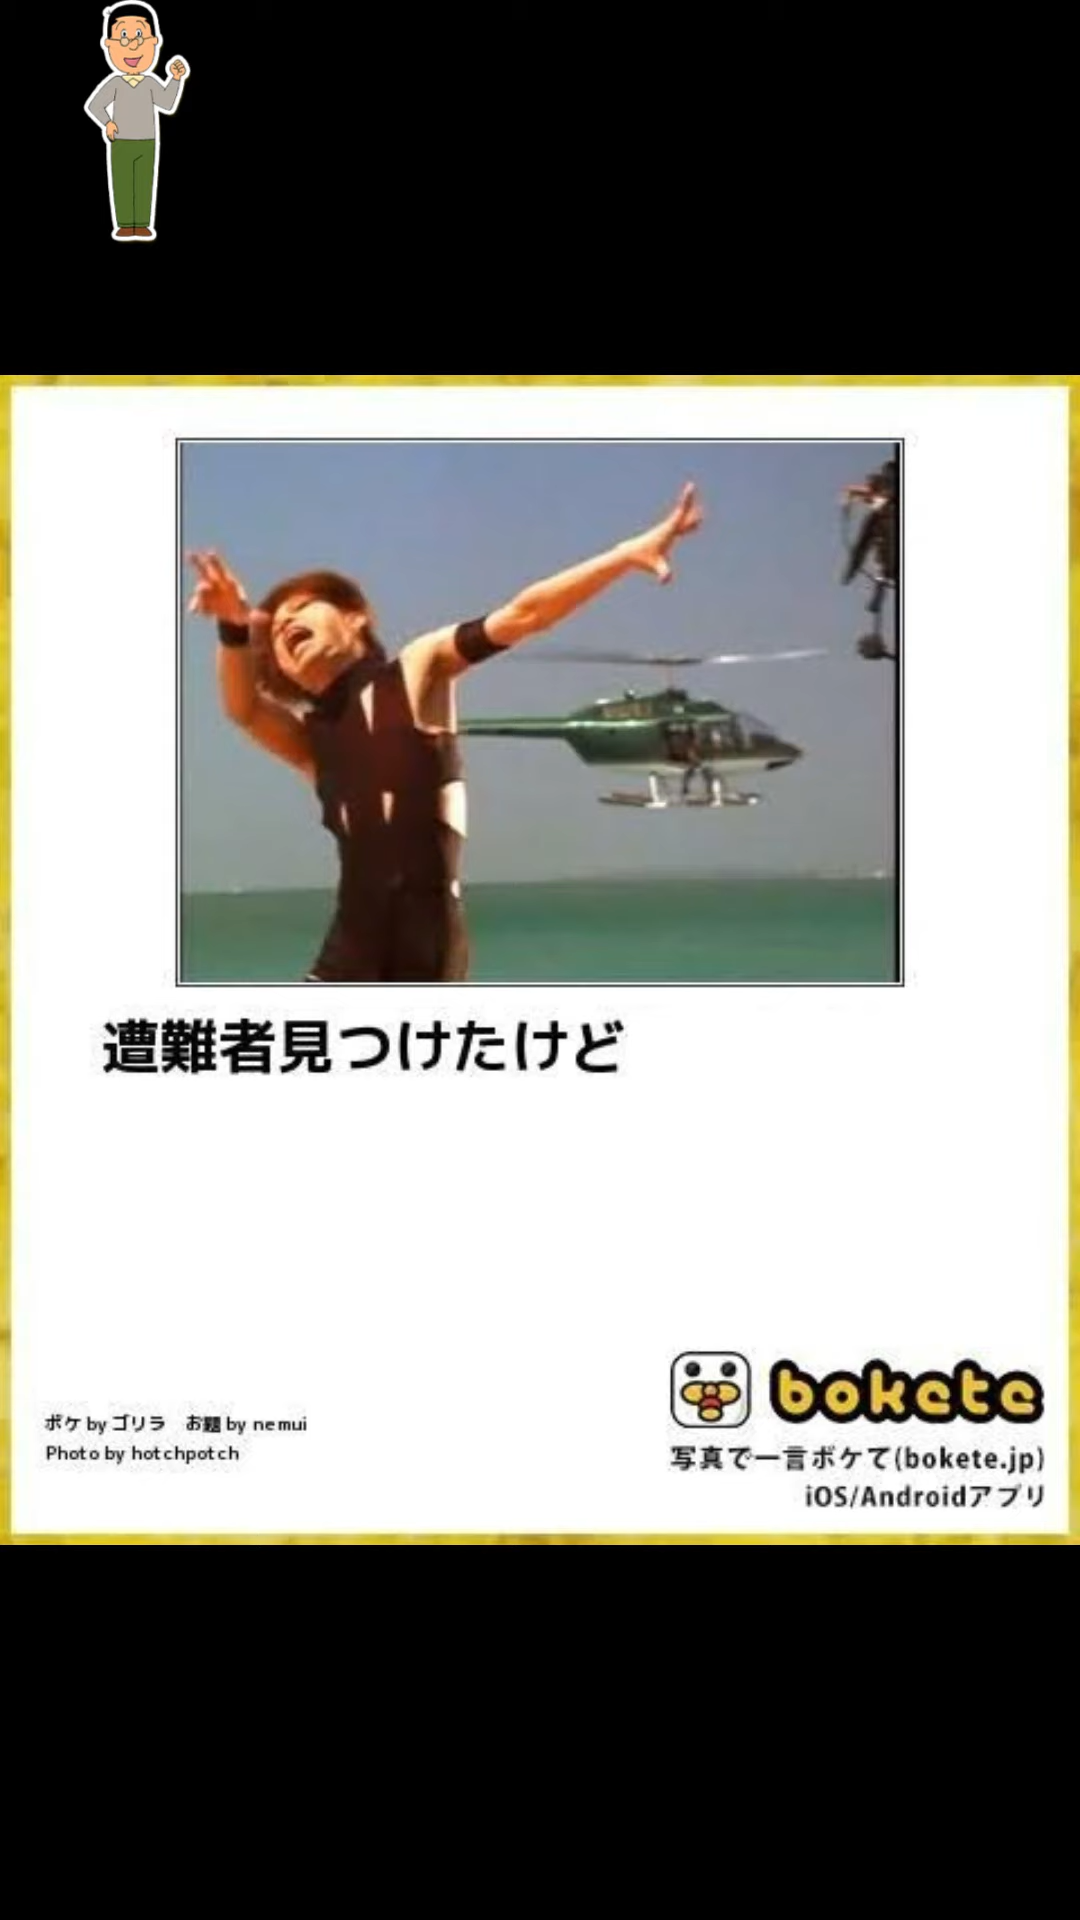 遭難者見つけたけど
bokete
ボケ by ゴリラ　お題 by nemui
Photo by hotchpotch
写真で一言ボケて(bokete.jp)
iOS/Androidアプリ